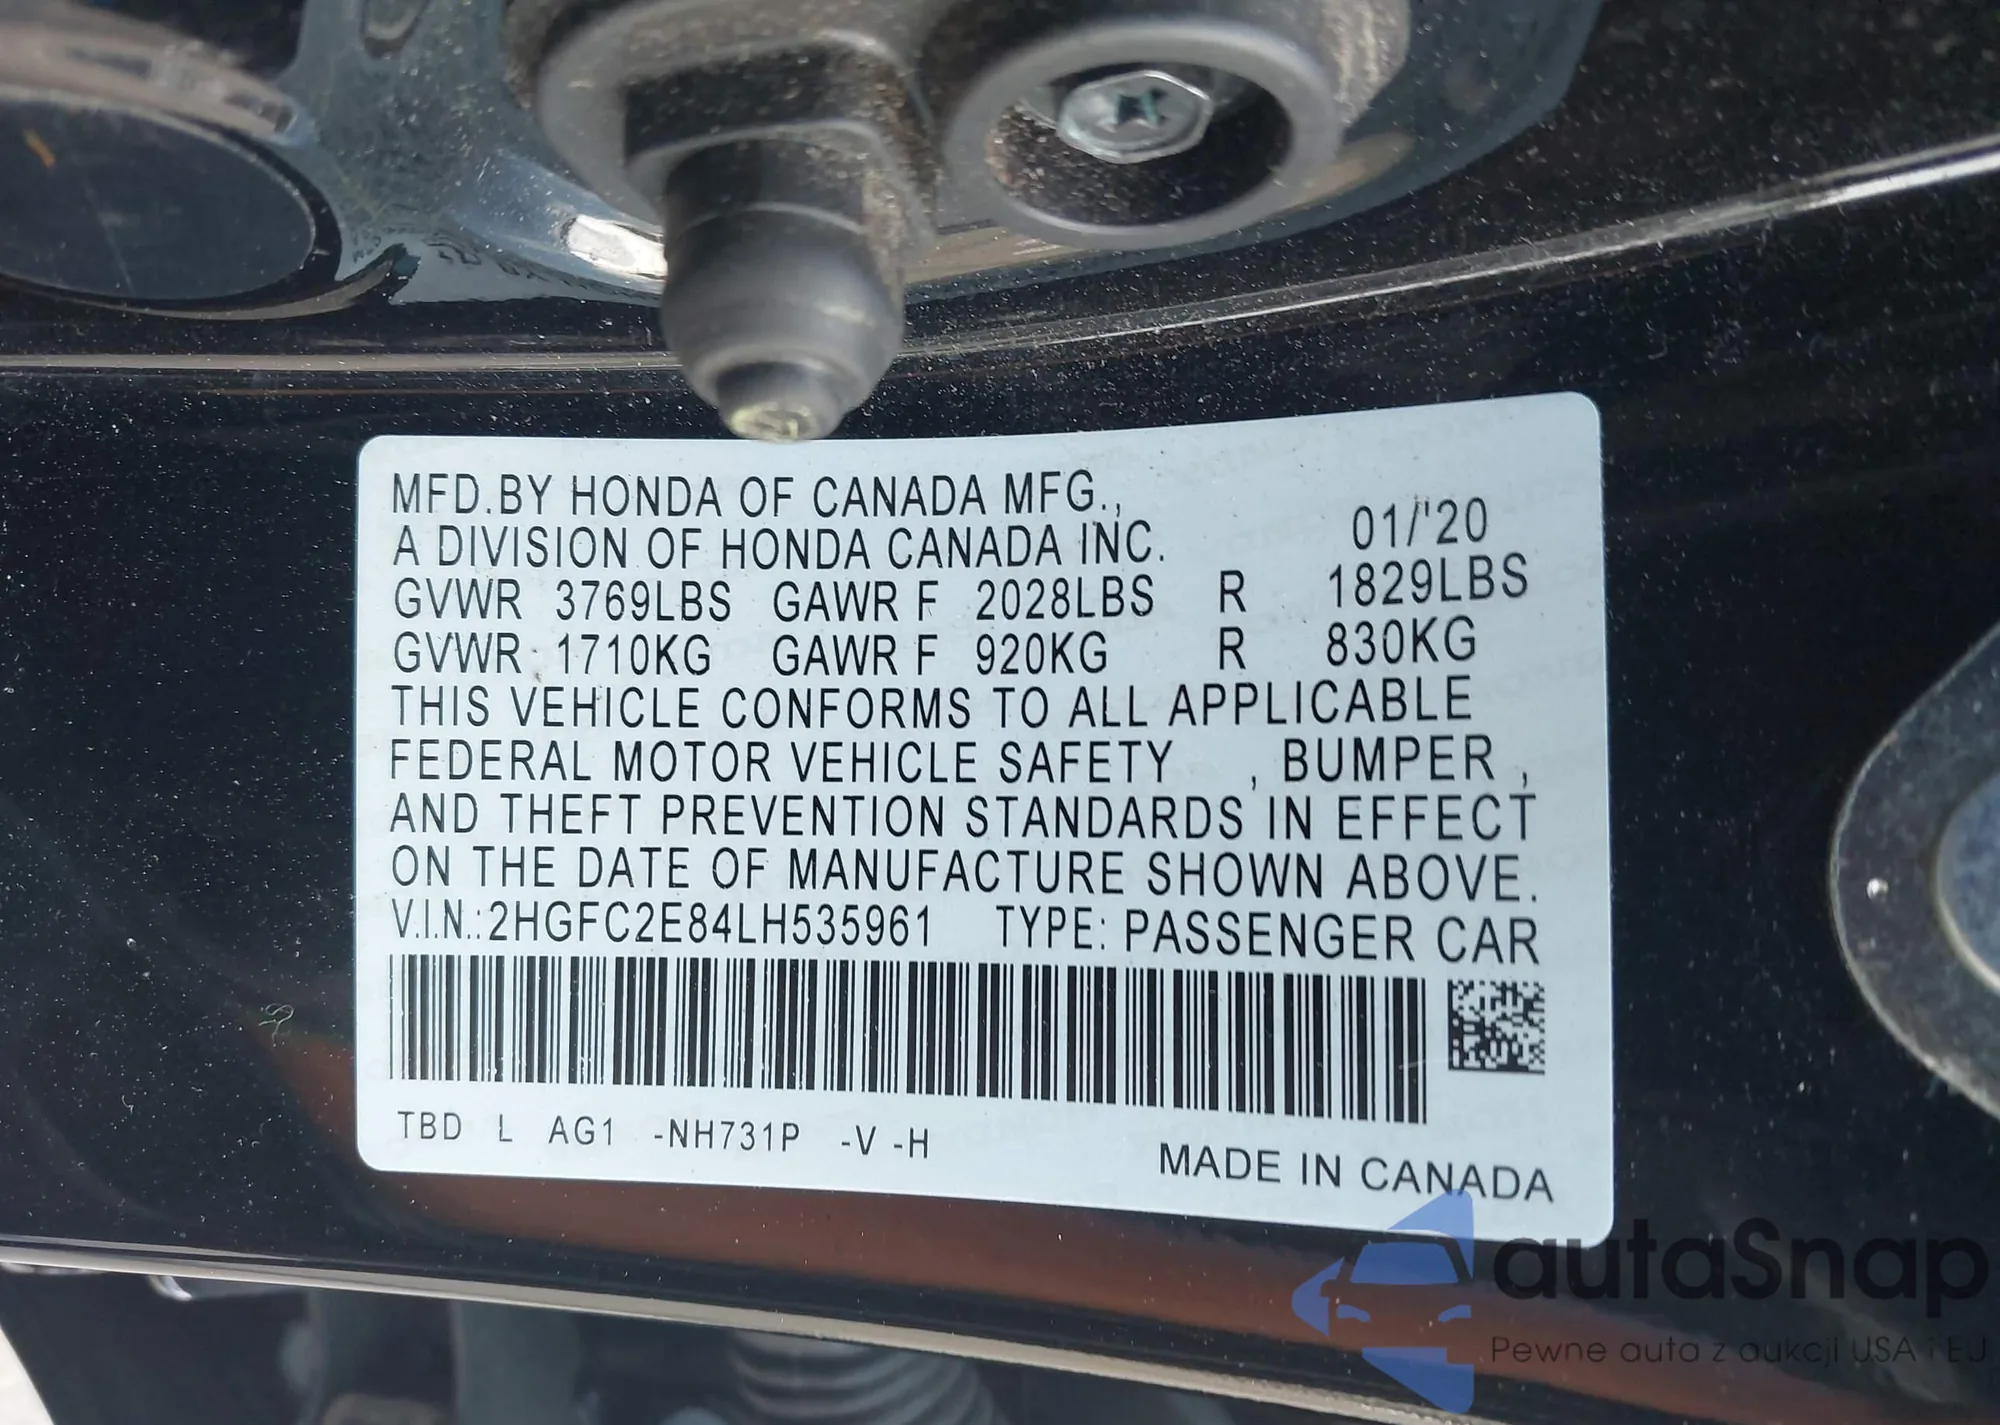 MFD.BY HONDA OF CANADA MFG.,
A DIVISION OF HONDA CANADA INC. 01/'20
GVWR 3769LBS GAWR F 2028LBS R 1829LBS
GVWR 1710KG GAWR F 920KG R 830KG
THIS VEHICLE CONFORMS TO ALL APPLICABLE
FEDERAL MOTOR VEHICLE SAFETY , BUMPER ,
AND THEFT PREVENTION STANDARDS IN EFFECT
ON THE DATE OF MANUFACTURE SHOWN ABOVE.
V.I.N.:2HGFC2E84LH535961 TYPE: PASSENGER CAR
TBD L AG1 -NH731P -V -H
MADE IN CANADA
autaSnap
Pewne auta z aukcji USA i EU